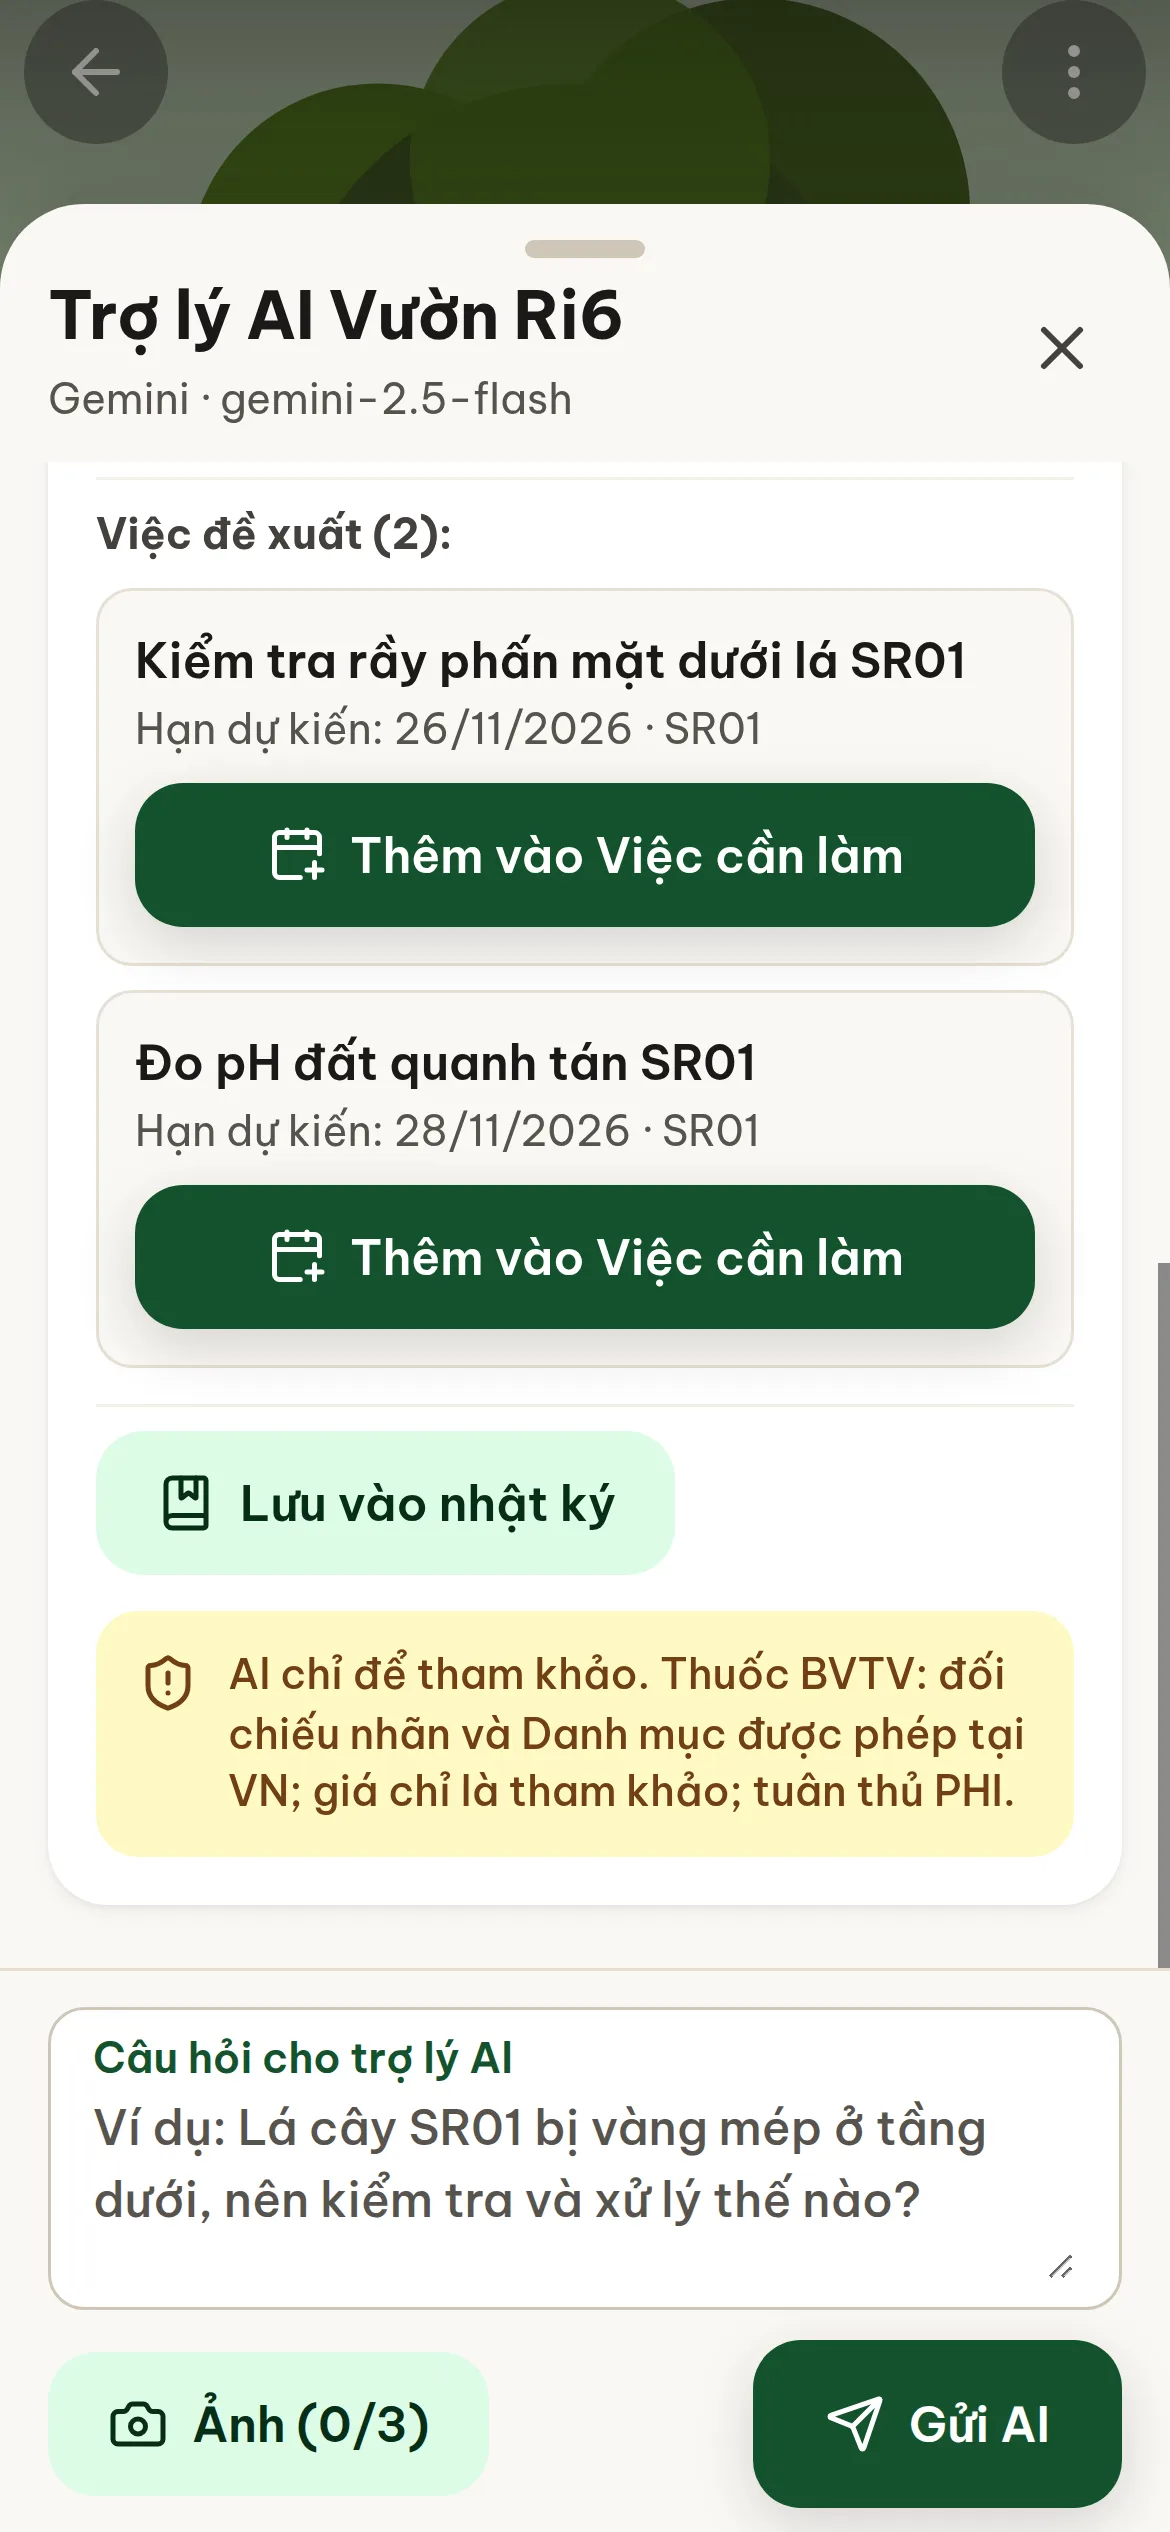 Trợ lý AI Vườn Ri6
Gemini · gemini-2.5-flash
Việc đề xuất (2):
Kiểm tra rầy phấn mặt dưới lá SR01
Hạn dự kiến: 26/11/2026 · SR01
Thêm vào Việc cần làm
Đo pH đất quanh tán SR01
Hạn dự kiến: 28/11/2026 · SR01
Thêm vào Việc cần làm
Lưu vào nhật ký
AI chỉ để tham khảo. Thuốc BVTV: đối
chiếu nhãn và Danh mục được phép tại
VN; giá chỉ là tham khảo; tuân thủ PHI.
Câu hỏi cho trợ lý AI
Ví dụ: Lá cây SR01 bị vàng mép ở tầng
dưới, nên kiểm tra và xử lý thế nào?
Ảnh (0/3)
Gửi AI